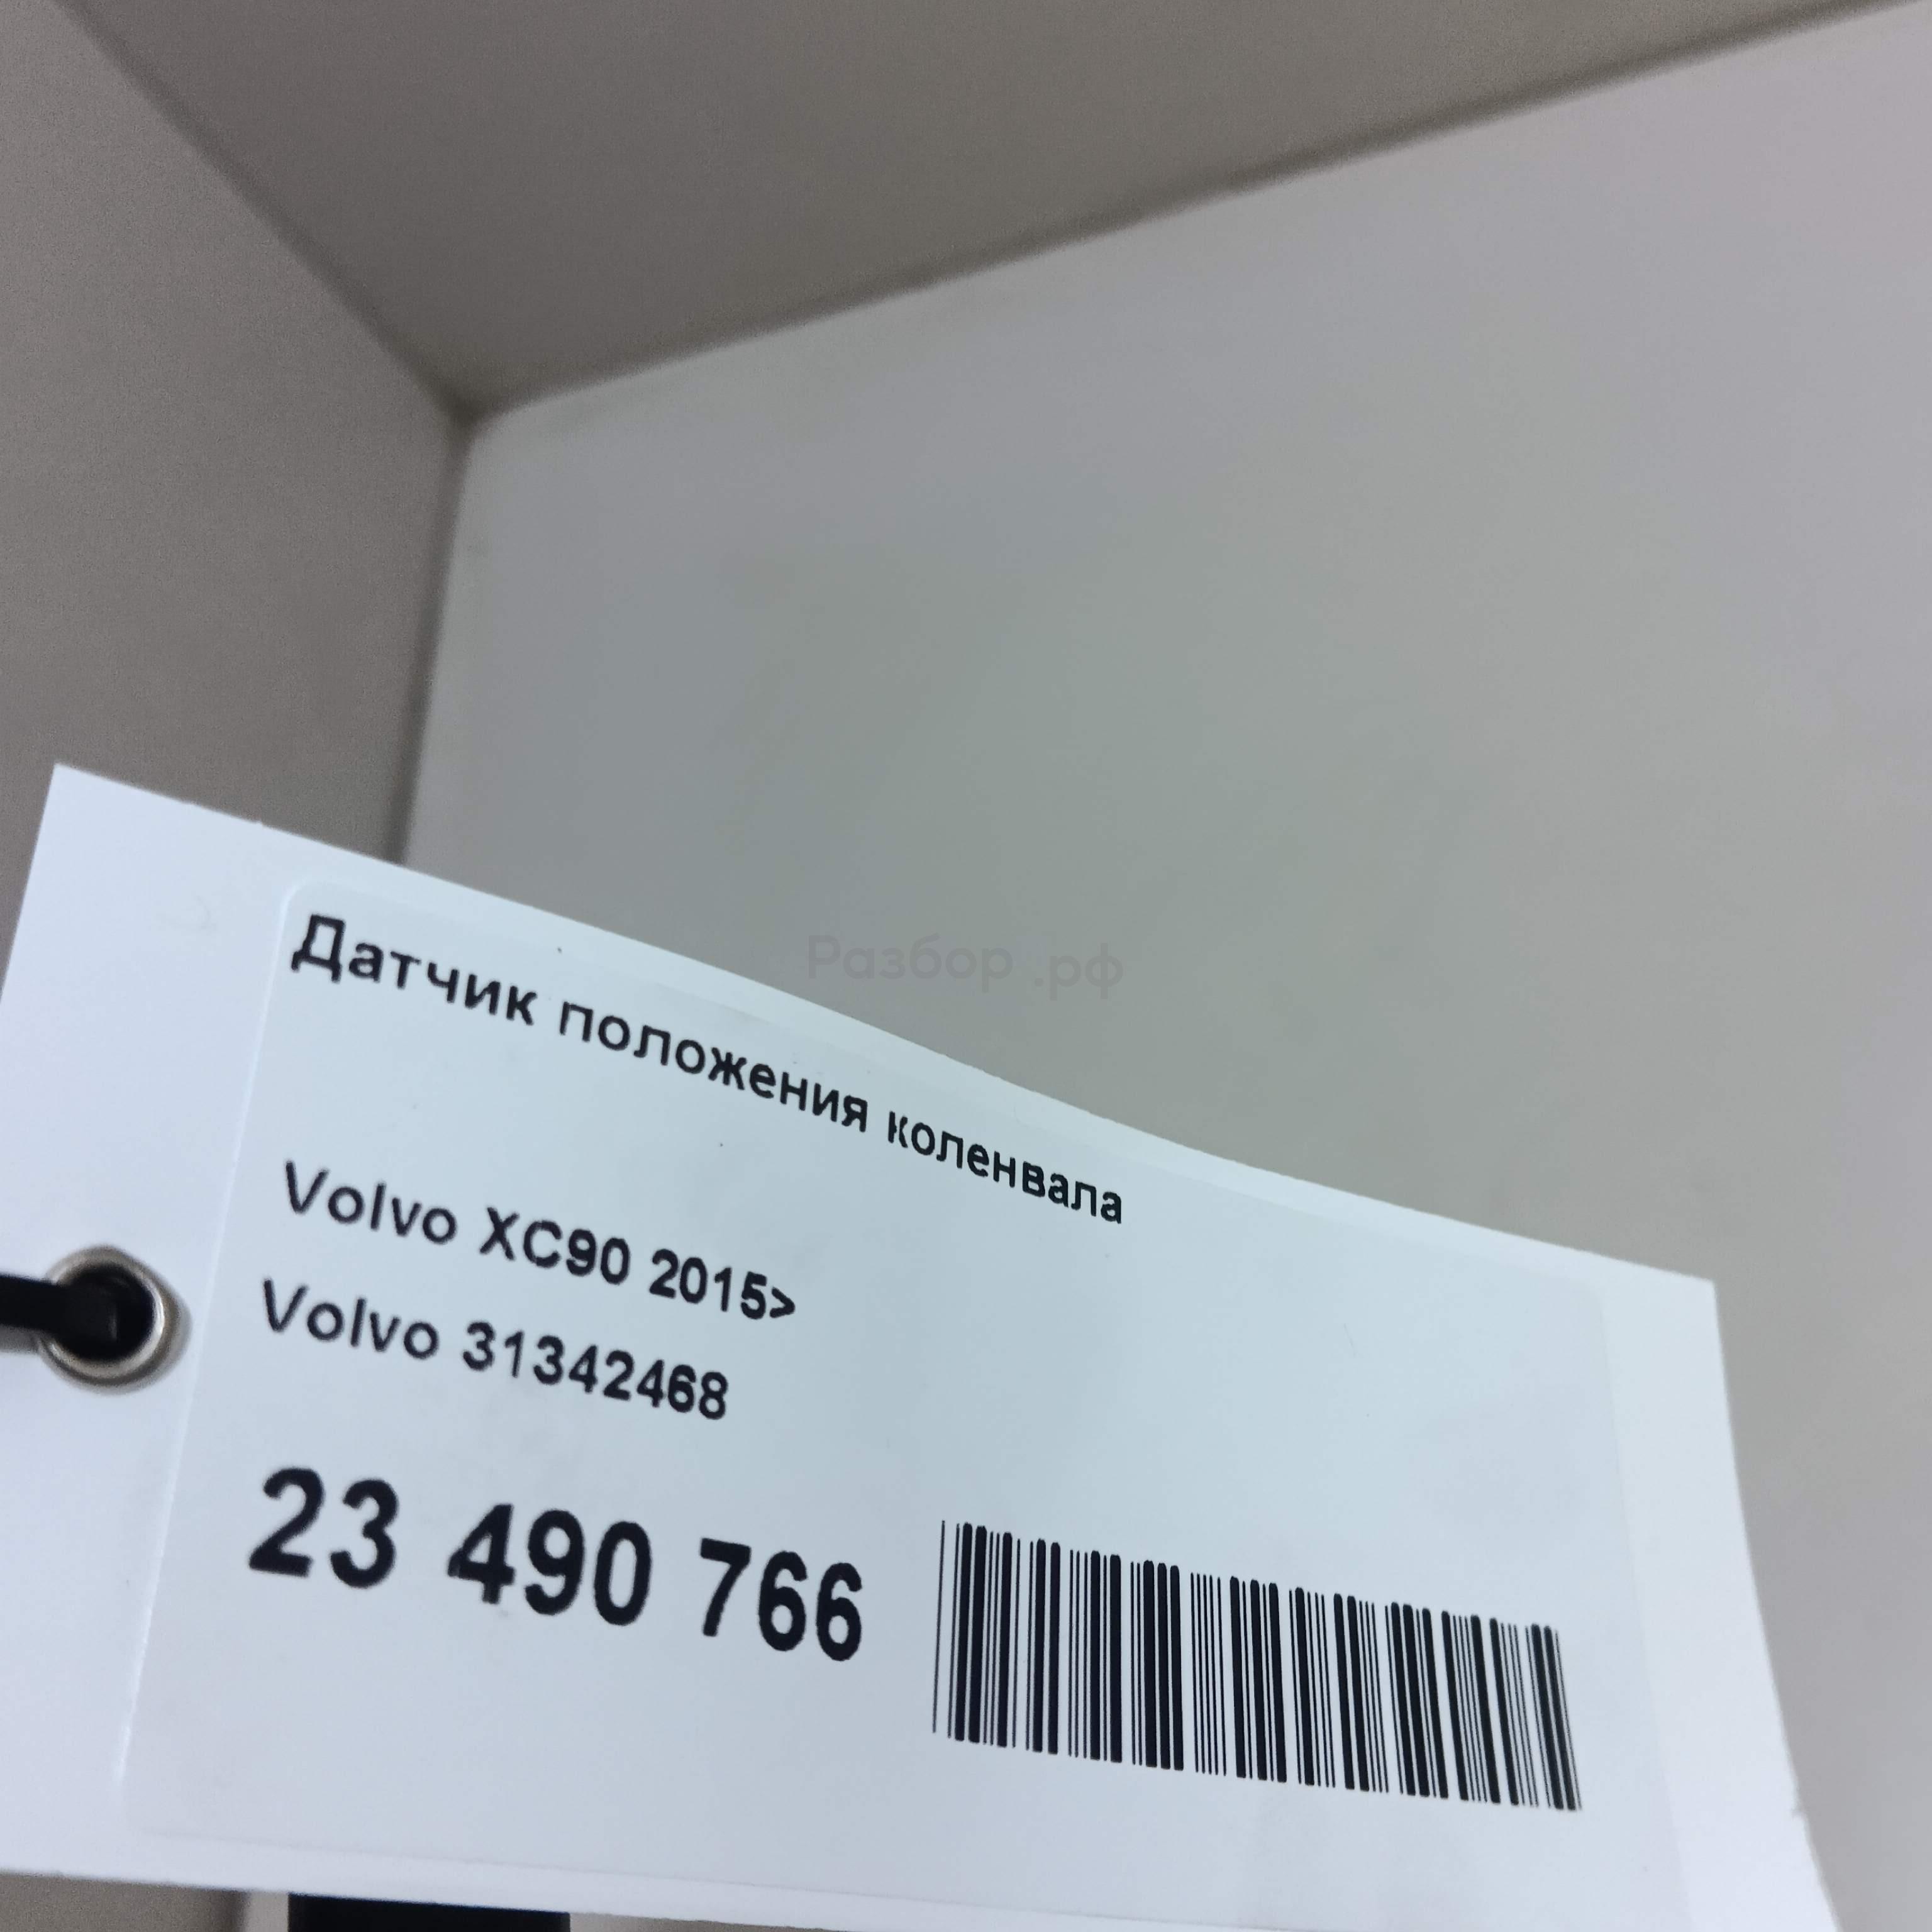 Разбор.рф
Датчик положения коленвала
Volvo XC90 2015>
Volvo 31342468
23 490 766